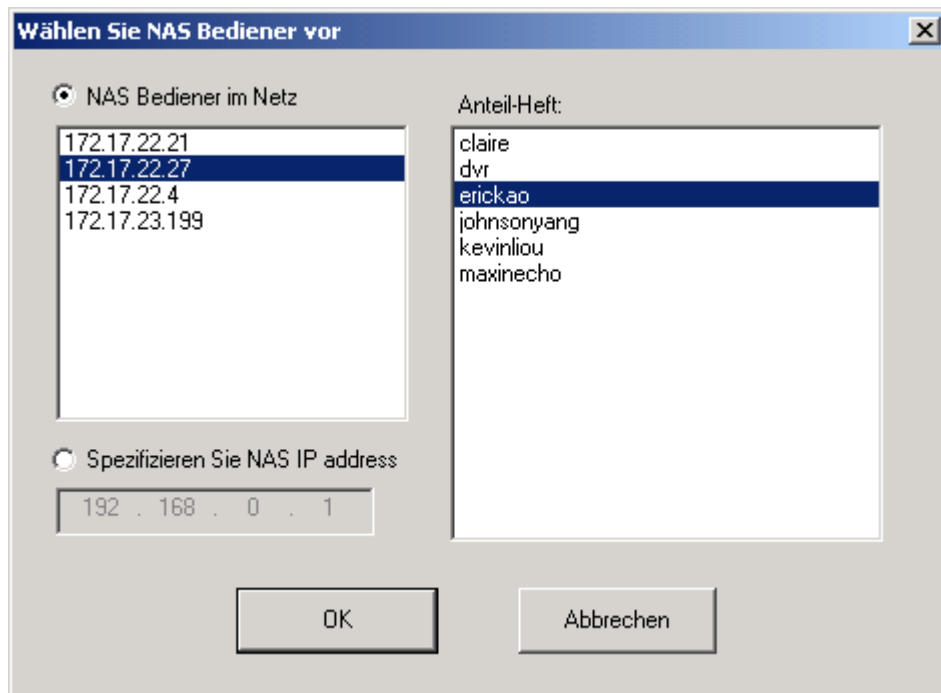 Wählen Sie NAS Bediener vor
NAS Bediener im Netz
172.17.22.21
172.17.22.27
172.17.22.4
172.17.23.199
Spezifizieren Sie NAS IP address
192 . 168 . 0 . 1
Anteil-Heft:
claire
dvr
erickao
johnsonyang
kevinliou
maxinecho
OK
Abbrechen